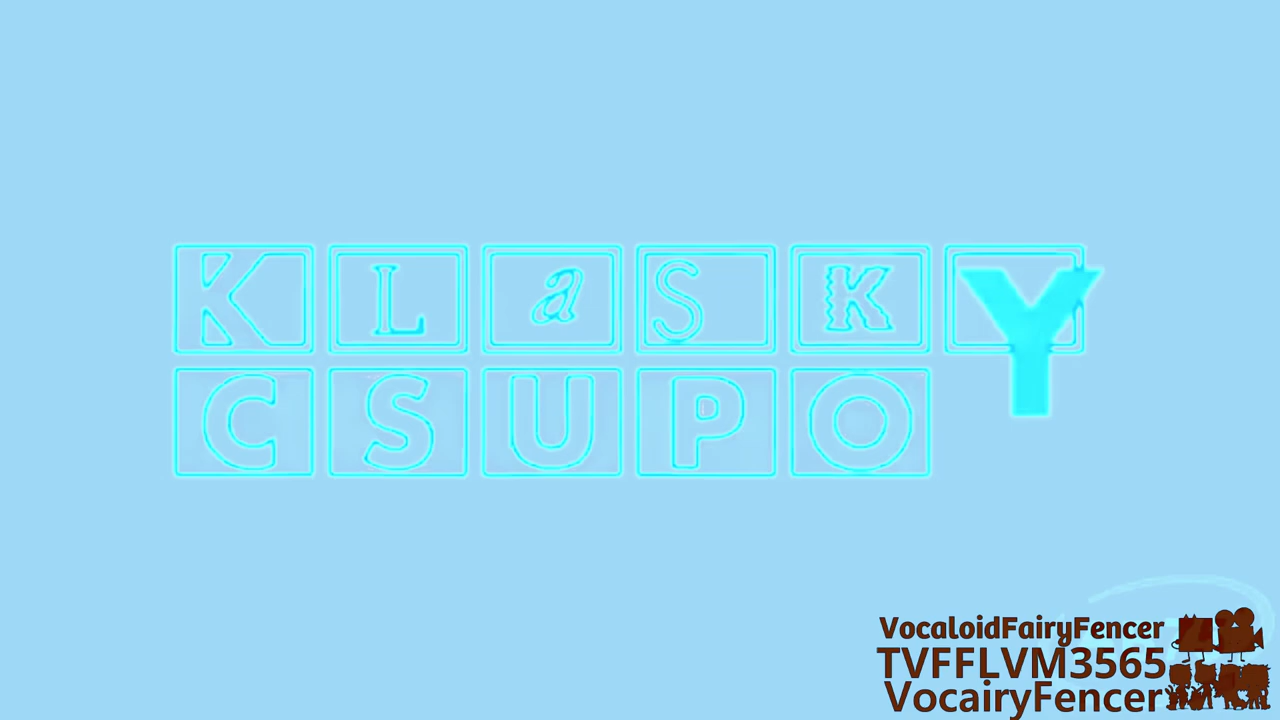 KLaSKY
CSUPO
VocaloidFairyFencer
TVFFLVM3565
VocairyFencer